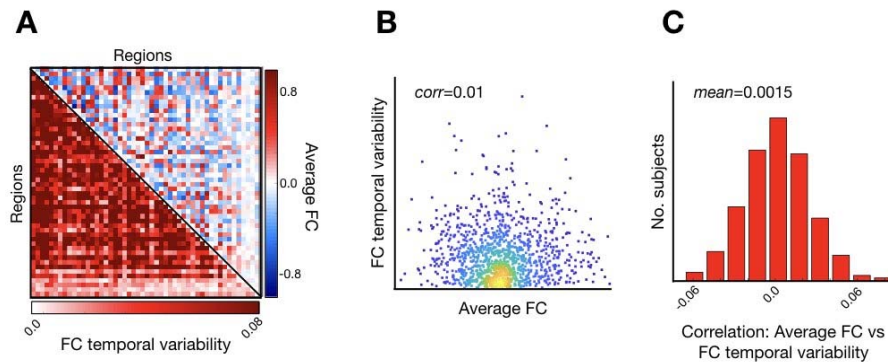 A
Regions
Regions
0.8
0.0
-0.8
Average FC
0.0
0.08
FC temporal variability
B
corr=0.01
FC temporal variability
Average FC
C
mean=0.0015
No. subjects
-0.06
0.0
0.06
Correlation: Average FC vs
FC temporal variability